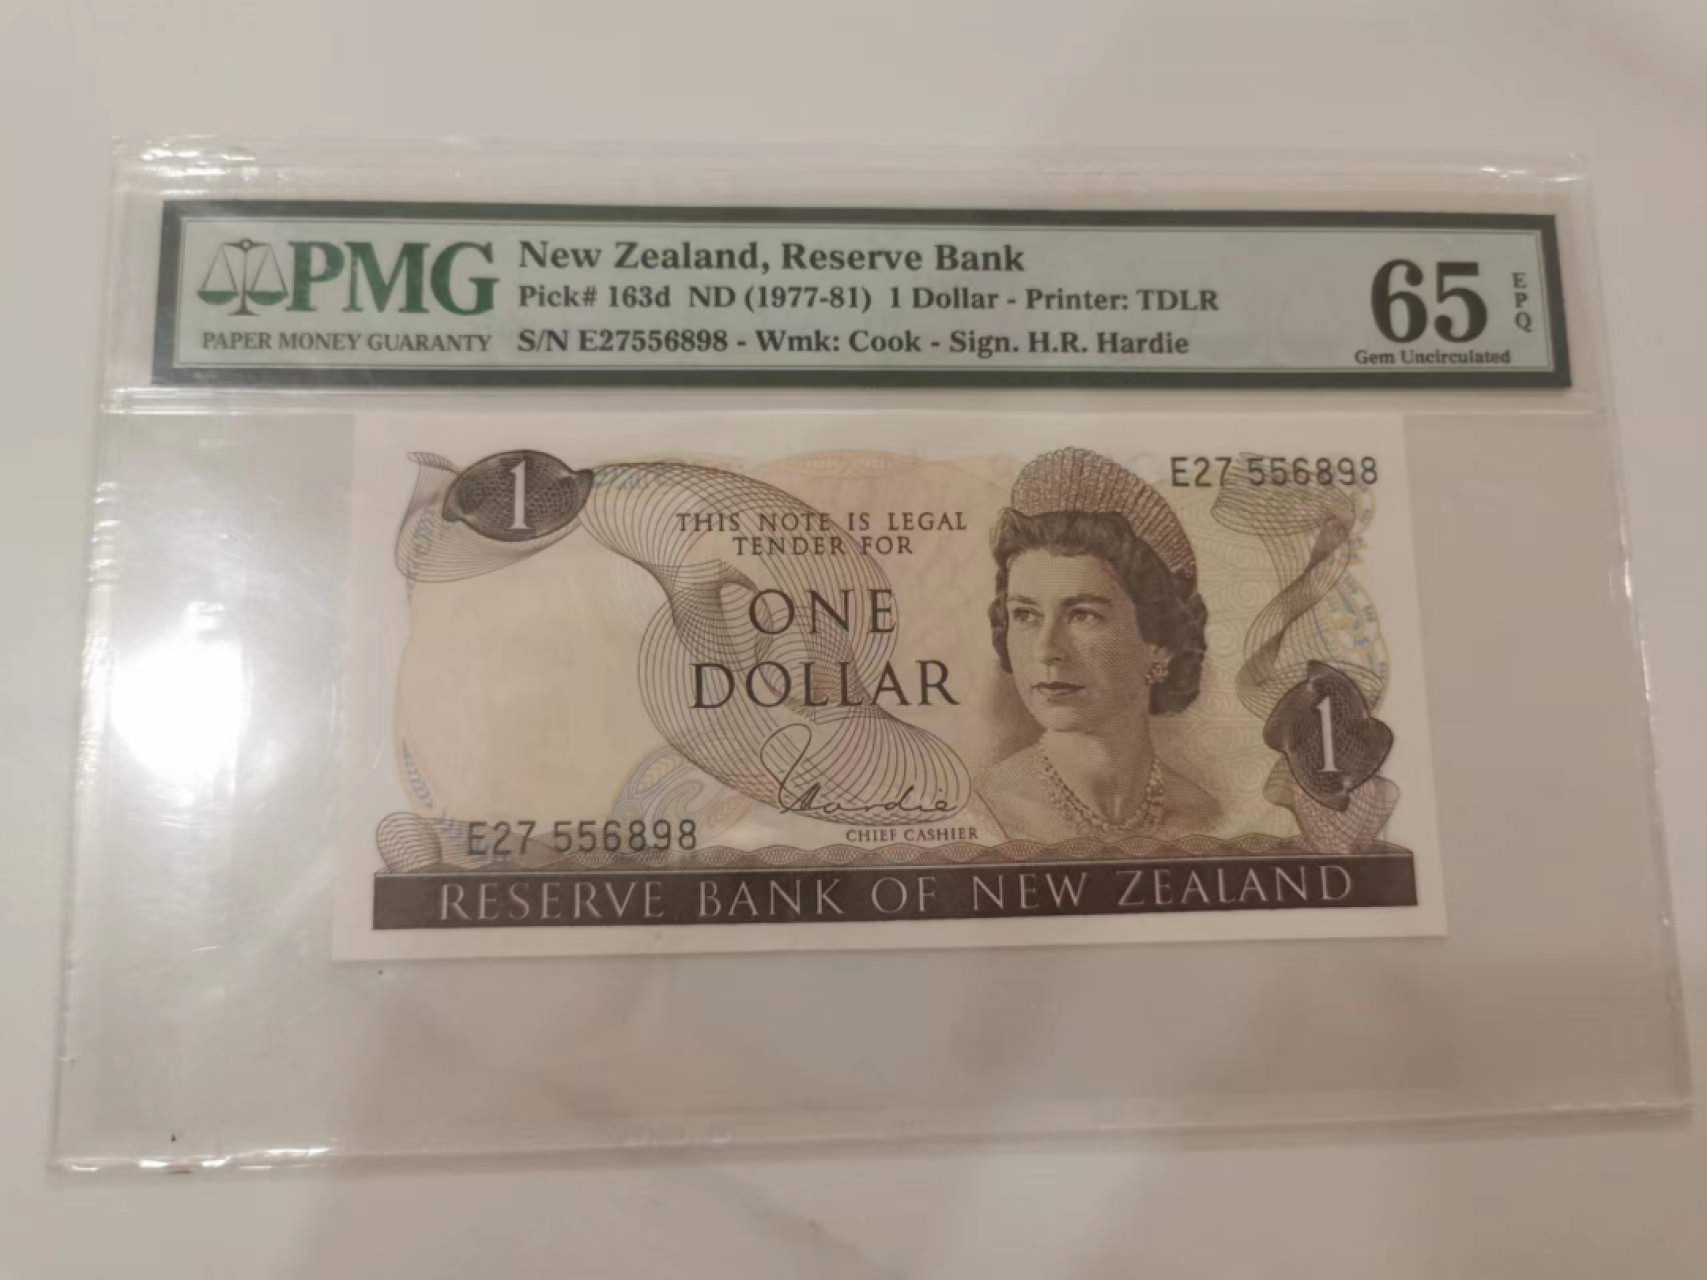 PMG
PAPER MONEY GUARANTY
New Zealand, Reserve Bank
Pick# 163d ND (1977-81) 1 Dollar - Printer: TDLR
S/N E27556898 - Wmk: Cook - Sign. H.R. Hardie
65
EPQ
Gem Uncirculated
1
E27 556898
THIS NOTE IS LEGAL
TENDER FOR
ONE
DOLLAR
1
Hardie
CHIEF CASHIER
E27 556898
RESERVE BANK OF NEW ZEALAND